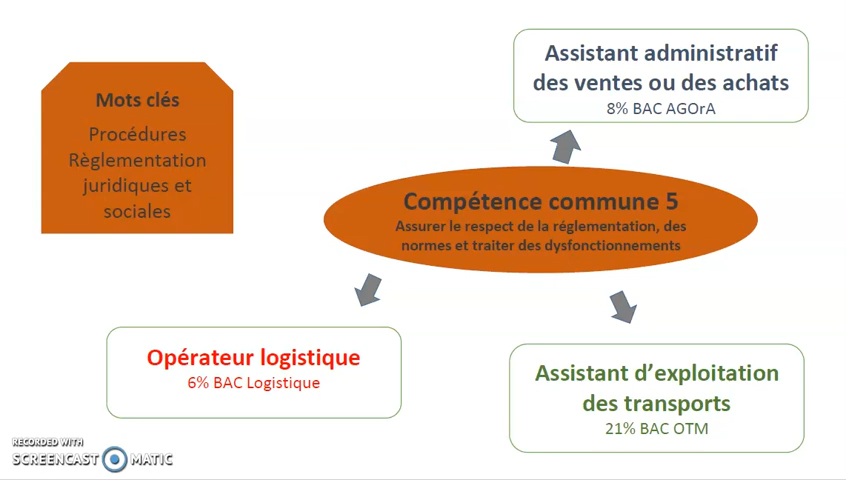 Assistant administratif
des ventes ou des achats
8% BAC AGOrA
Mots clés
Procédures
Règlementation
juridiques et
sociales
Compétence commune 5
Assurer le respect de la réglementation, des
normes et traiter des dysfonctionnements
Opérateur logistique
6% BAC Logistique
Assistant d’exploitation
des transports
21% BAC OTM
RECORDED WITH
SCREENCAST MATIC